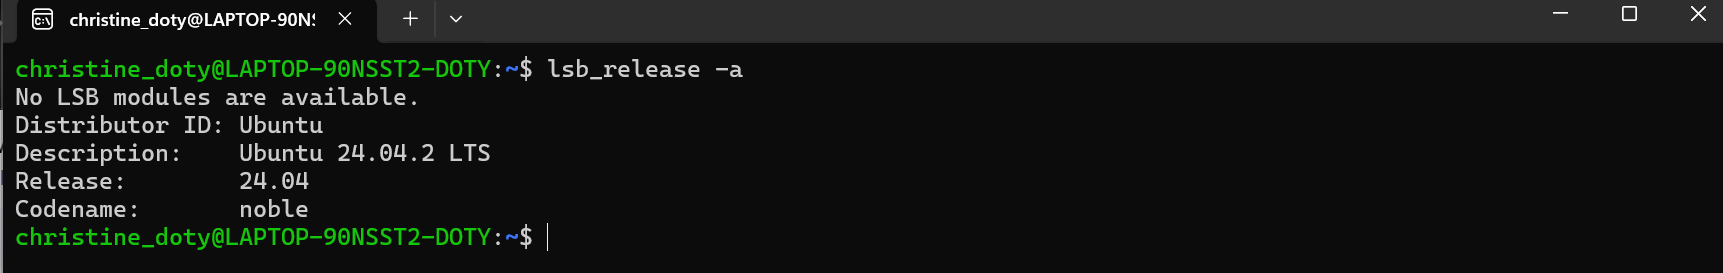 christine_doty@LAPTOP-90NS
christine_doty@LAPTOP-90NSST2-DOTY:~$ lsb_release -a
No LSB modules are available.
Distributor ID: Ubuntu
Description:    Ubuntu 24.04.2 LTS
Release:        24.04
Codename:       noble
christine_doty@LAPTOP-90NSST2-DOTY:~$